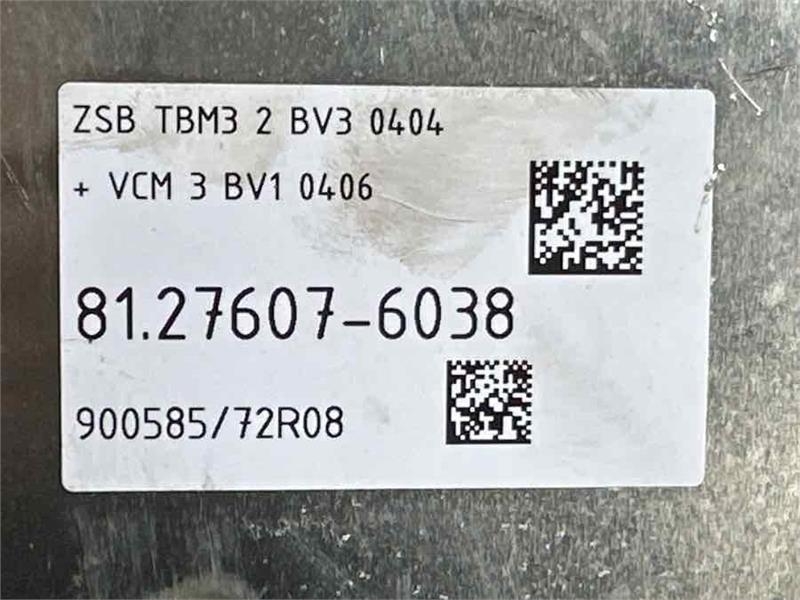 ZSB TBM3 2 BV3 0404
+ VCM 3 BV1 0406
81.27607-6038
900585/72R08